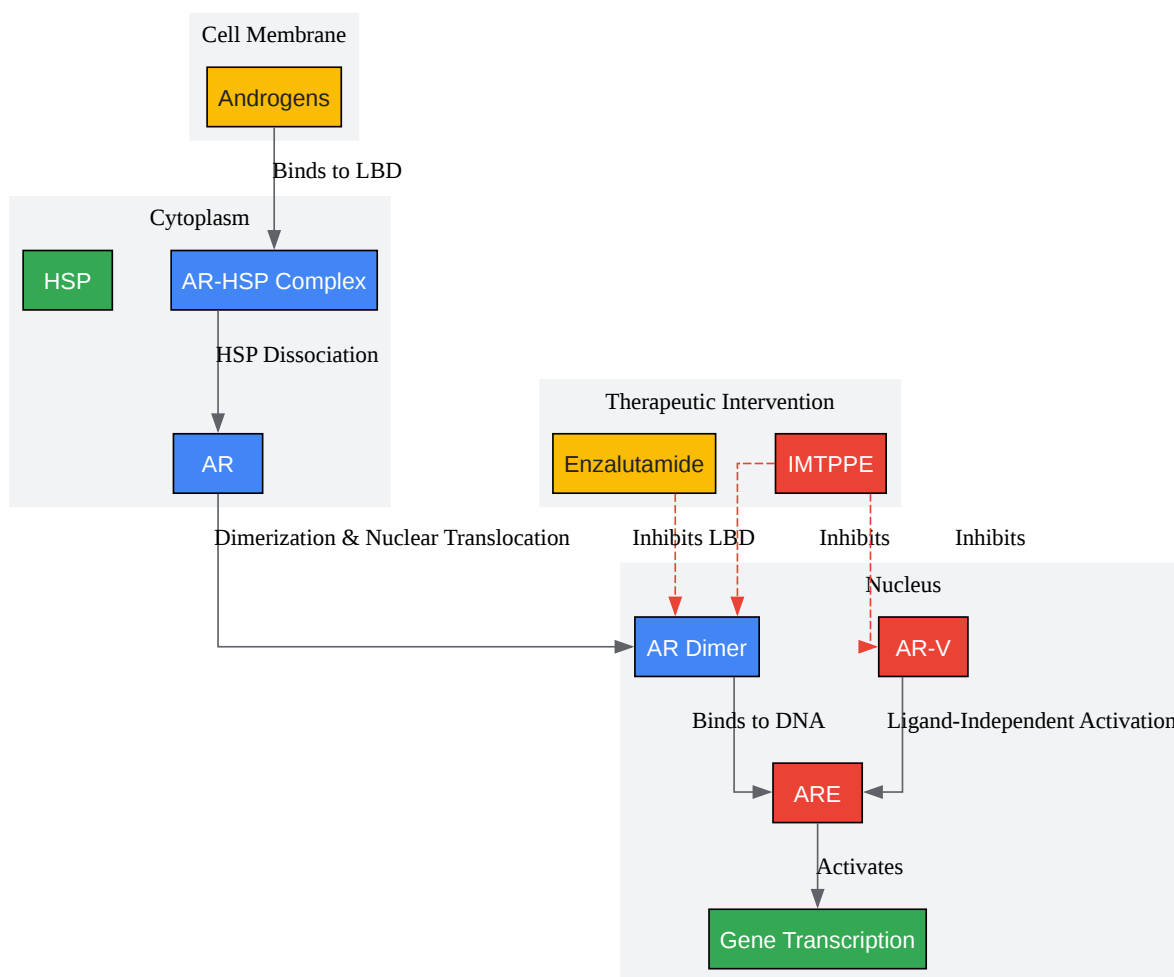 Cell Membrane
Androgens
Binds to LBD
Cytoplasm
HSP
AR-HSP Complex
HSP Dissociation
Therapeutic Intervention
AR
Enzalutamide
IMTPPE
Dimerization & Nuclear Translocation
Inhibits LBD
Inhibits
Inhibits
Nucleus
AR Dimer
AR-V
Binds to DNA
Ligand-Independent Activation
ARE
Activates
Gene Transcription